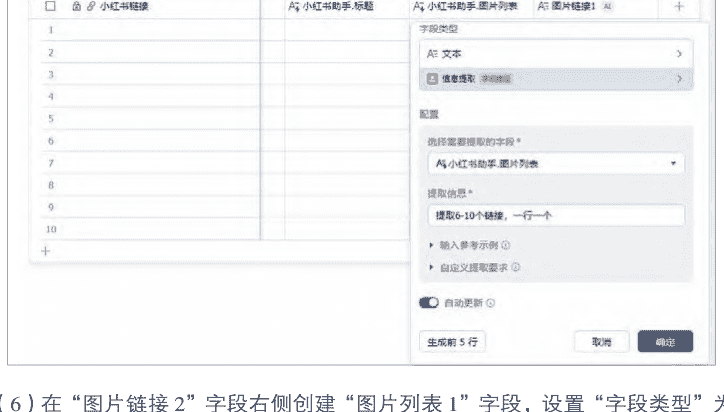 小红书链接 小红书助手.标题 小红书助手.图片列表 图片链接1 AI
字段类型
1
文本
2
信息提取 字段捷径
3
4
配置
5
选择需要提取的字段*
6
小红书助手.图片列表
7
提取信息*
8
提取6-10个链接，一行一个
9
10
输入参考示例
自定义提取要求
自动更新
生成前 5 行 取消 确定
（6）在“图片链接 2”字段右侧创建“图片列表 1”字段，设置“字段类型”为